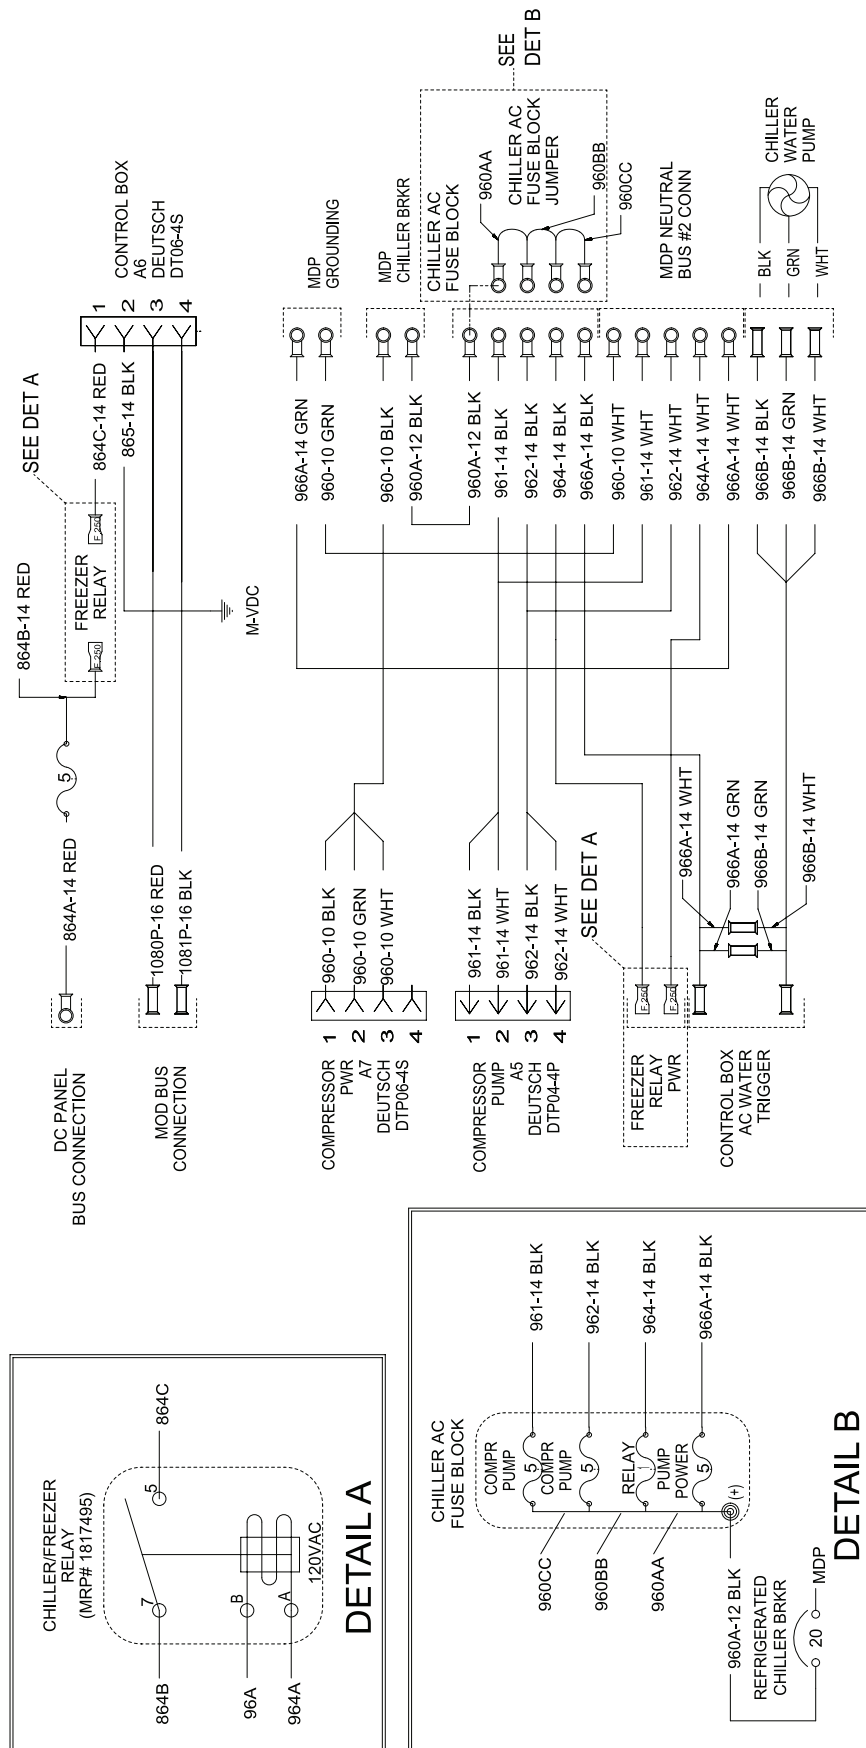 DC PANEL
BUS CONNECTION
864A-14 RED
5
864B-14 RED
FREEZER
RELAY
F.250
F.250
SEE DET A
864C-14 RED
865-14 BLK
1
2
3
4
CONTROL BOX
A6
DEUTSCH
DT06-4S
MOD BUS
CONNECTION
1080P-16 RED
1081P-16 BLK
M-VDC
COMPRESSOR
PWR
A7
DEUTSCH
DTP06-4S
1
2
3
4
960-10 BLK
960-10 GRN
960-10 WHT
COMPRESSOR
PUMP
A5
DEUTSCH
DTP04-4P
1
2
3
4
961-14 BLK
961-14 WHT
962-14 BLK
962-14 WHT
SEE DET A
FREEZER
RELAY
PWR
F.250
F.250
CONTROL BOX
AC WATER
TRIGGER
966A-14 WHT
966A-14 GRN
966B-14 GRN
966B-14 WHT
966A-14 GRN
960-10 GRN
960-10 BLK
960A-12 BLK
960A-12 BLK
961-14 BLK
962-14 BLK
964-14 BLK
966A-14 BLK
960-10 WHT
961-14 WHT
962-14 WHT
964A-14 WHT
966A-14 WHT
966B-14 BLK
966B-14 GRN
966B-14 WHT
MDP
GROUNDING
MDP
CHILLER BRKR
CHILLER AC
FUSE BLOCK
960AA
CHILLER AC
FUSE BLOCK
JUMPER
960BB
960CC
SEE
DET B
MDP NEUTRAL
BUS #2 CONN
BLK
GRN
WHT
CHILLER
WATER
PUMP
CHILLER/FREEZER
RELAY
(MRP# 1817495)
864B
7
5
864C
96A
B
964A
A
120VAC
DETAIL A
CHILLER AC
FUSE BLOCK
COMPR
PUMP
5
961-14 BLK
COMPR
PUMP
5
962-14 BLK
RELAY
964-14 BLK
PUMP
POWER
5
966A-14 BLK
960CC
960BB
960AA
(+)
960A-12 BLK
REFRIGERATED
CHILLER BRKR
20
MDP
DETAIL B